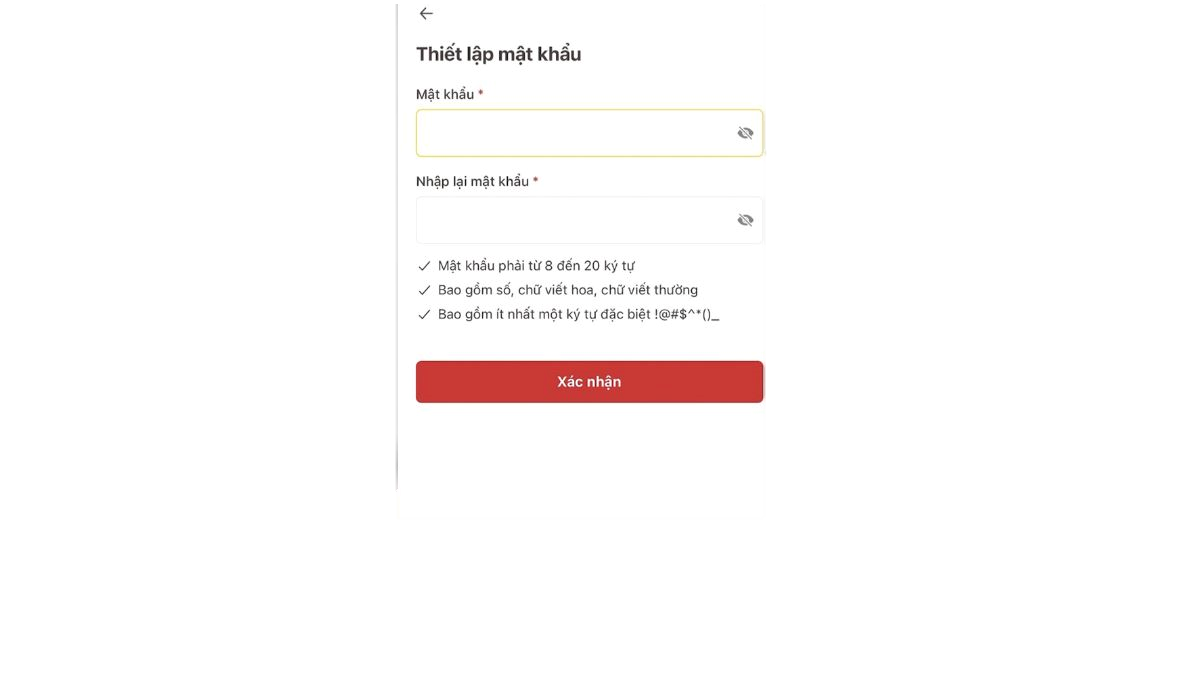 Thiết lập mật khẩu
Mật khẩu *
Nhập lại mật khẩu *
Mật khẩu phải từ 8 đến 20 ký tự
Bao gồm số, chữ viết hoa, chữ viết thường
Bao gồm ít nhất một ký tự đặc biệt !@#$^*()_
Xác nhận